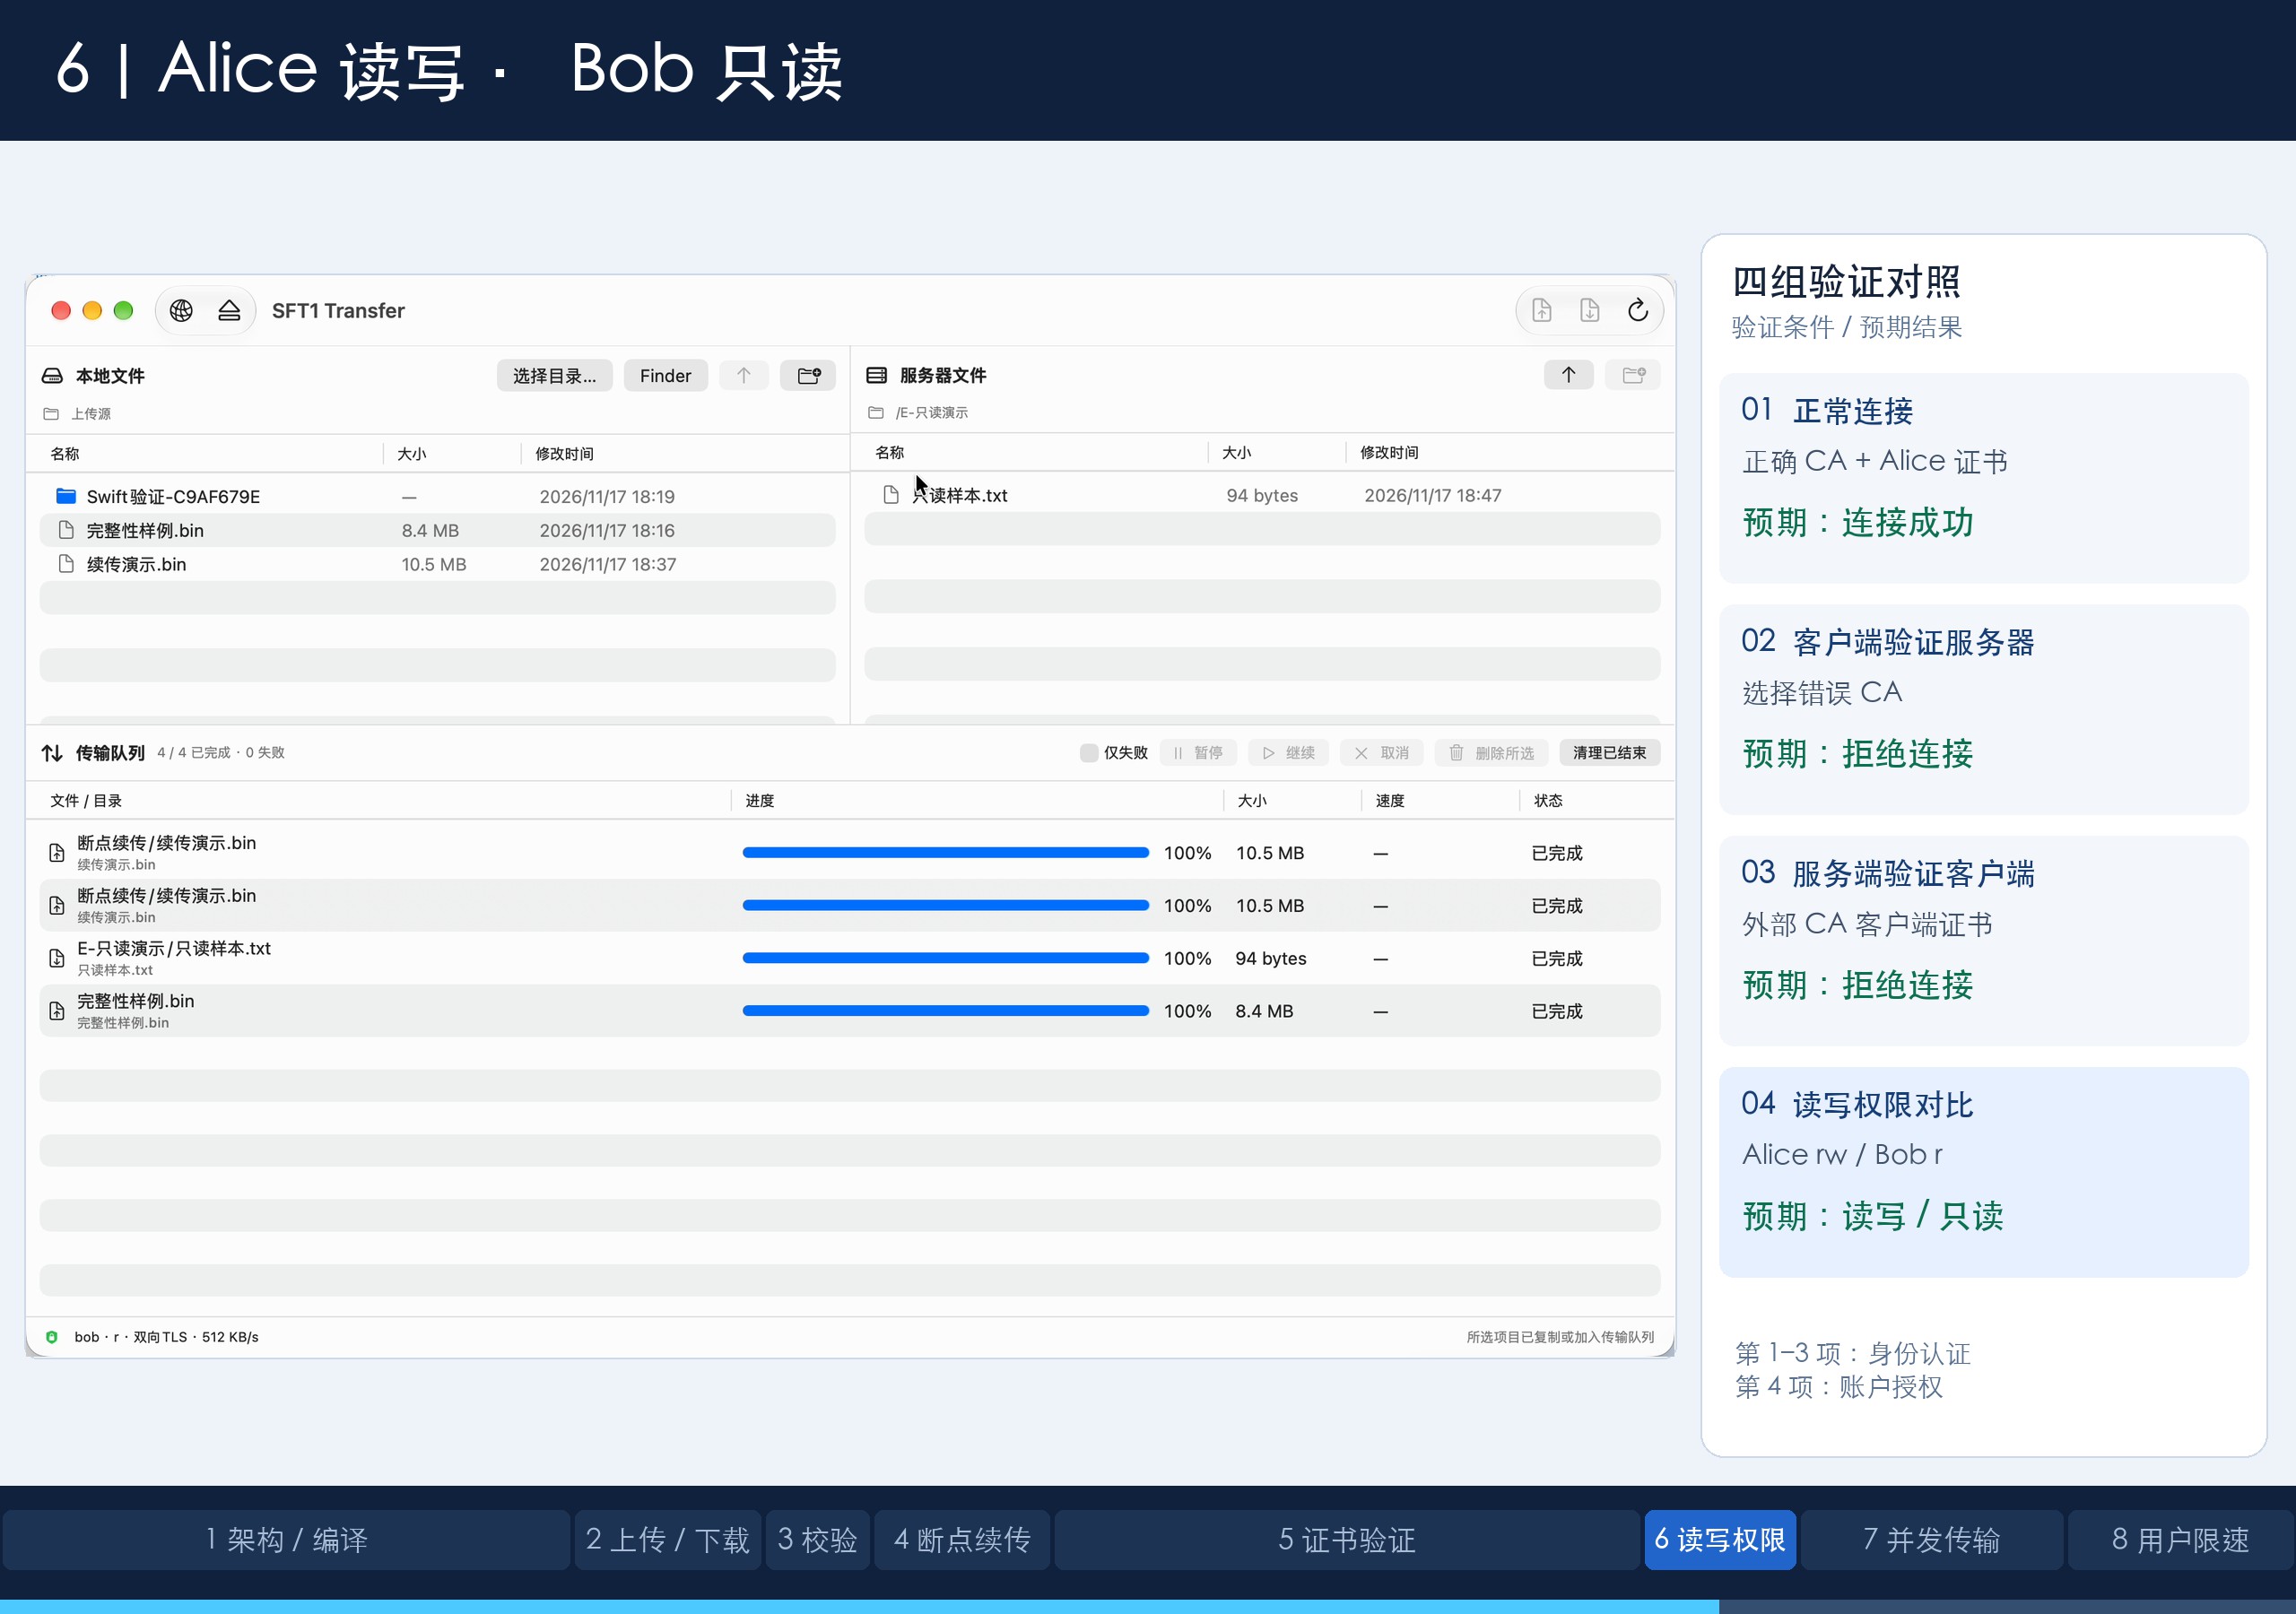 6 | Alice 读写 · Bob 只读
SFT1 Transfer
本地文件
选择目录...
Finder
上传源
名称
大小
修改时间
Swift验证-C9AF679E
—
2026/11/17 18:19
完整性样例.bin
8.4 MB
2026/11/17 18:16
续传演示.bin
10.5 MB
2026/11/17 18:37
服务器文件
/E-只读演示
名称
大小
修改时间
只读样本.txt
94 bytes
2026/11/17 18:47
传输队列
4 / 4 已完成 · 0 失败
仅失败
暂停
继续
取消
删除所选
清理已结束
文件 / 目录
进度
大小
速度
状态
断点续传/续传演示.bin
续传演示.bin
100%
10.5 MB
—
已完成
断点续传/续传演示.bin
续传演示.bin
100%
10.5 MB
—
已完成
E-只读演示/只读样本.txt
只读样本.txt
100%
94 bytes
—
已完成
完整性样例.bin
完整性样例.bin
100%
8.4 MB
—
已完成
bob · r · 双向TLS · 512 KB/s
所选项目已复制或加入传输队列
四组验证对照
验证条件 / 预期结果
01 正常连接
正确 CA + Alice 证书
预期：连接成功
02 客户端验证服务器
选择错误 CA
预期：拒绝连接
03 服务端验证客户端
外部 CA 客户端证书
预期：拒绝连接
04 读写权限对比
Alice rw / Bob r
预期：读写 / 只读
第 1–3 项：身份认证
第 4 项：账户授权
1 架构 / 编译
2 上传 / 下载
3 校验
4 断点续传
5 证书验证
6 读写权限
7 并发传输
8 用户限速